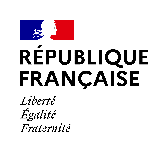 RÉPUBLIQUE
FRANÇAISE
Liberté
Égalité
Fraternité